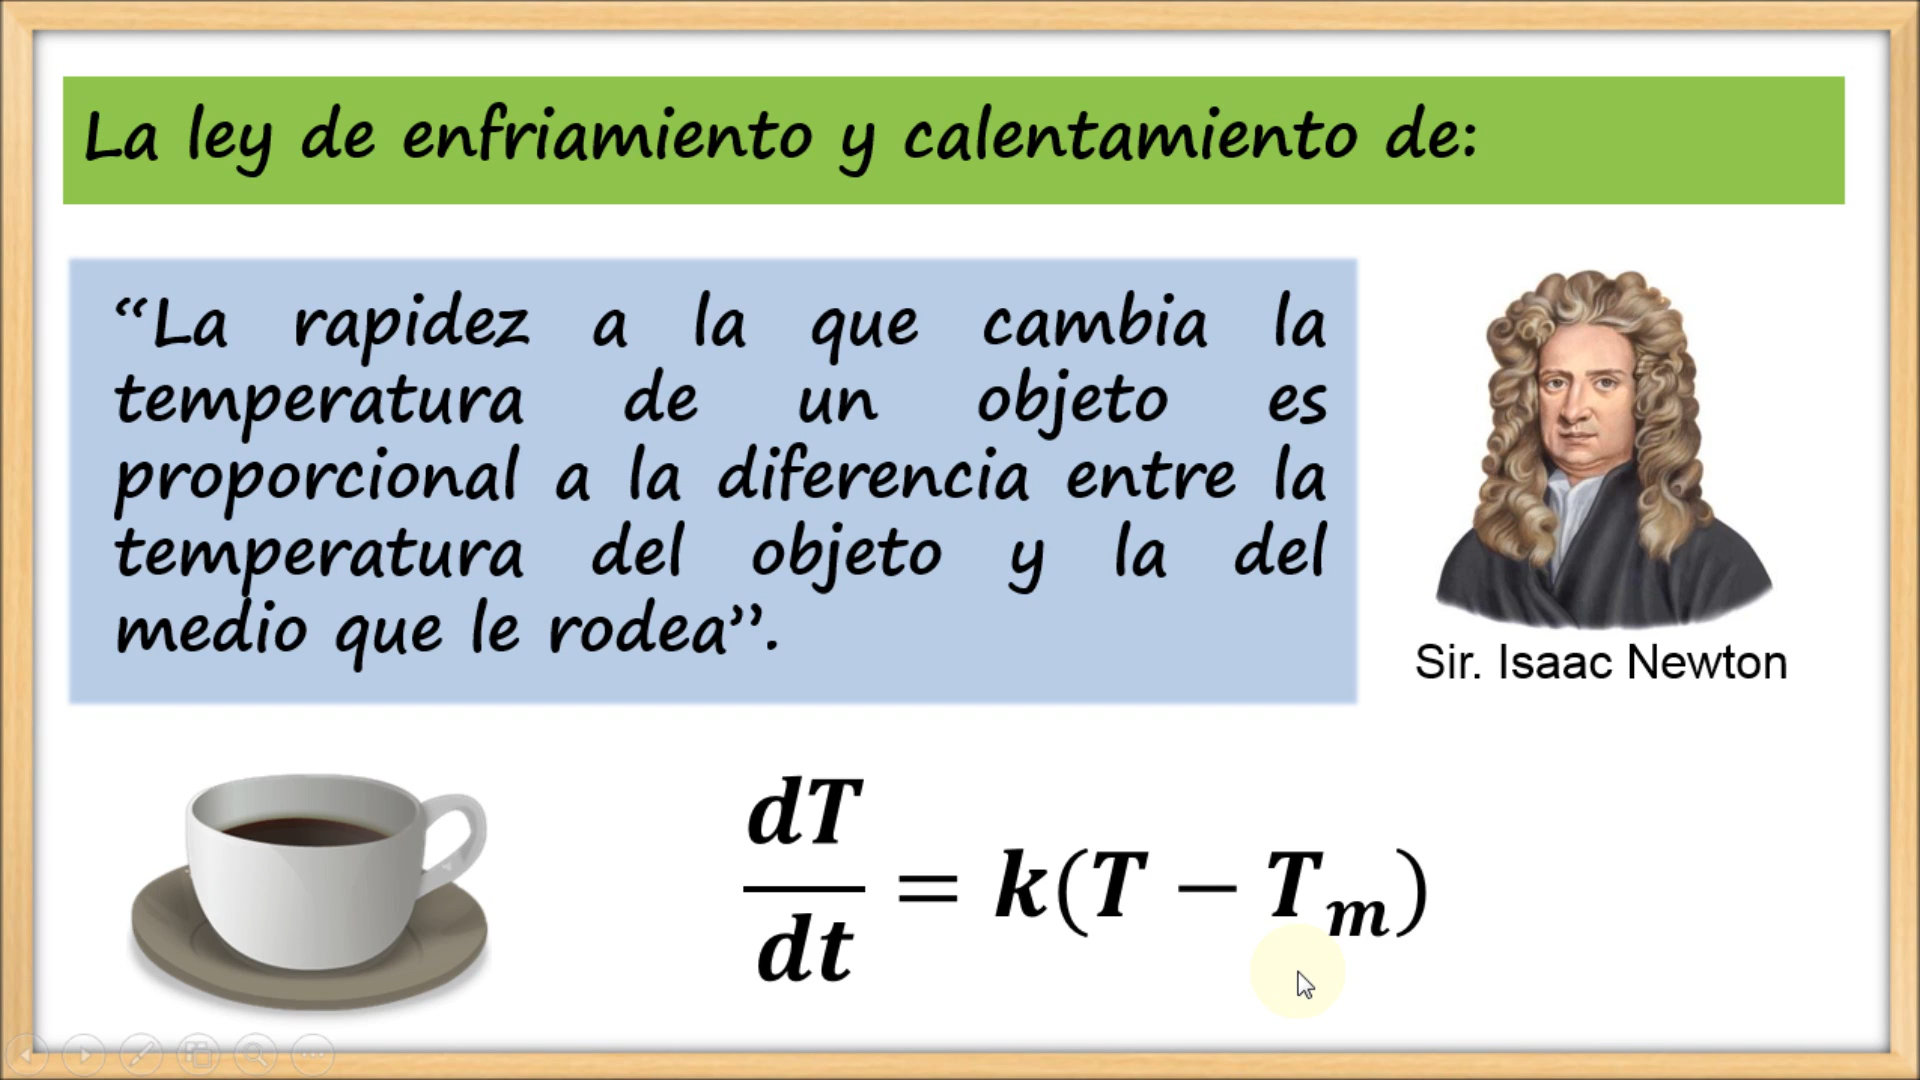 La ley de enfriamiento y calentamiento de:
“La rapidez a la que cambia la
temperatura de un objeto es
proporcional a la diferencia entre la
temperatura del objeto y la del
medio que le rodea”.
Sir. Isaac Newton
dT/dt = k(T − Tₘ)